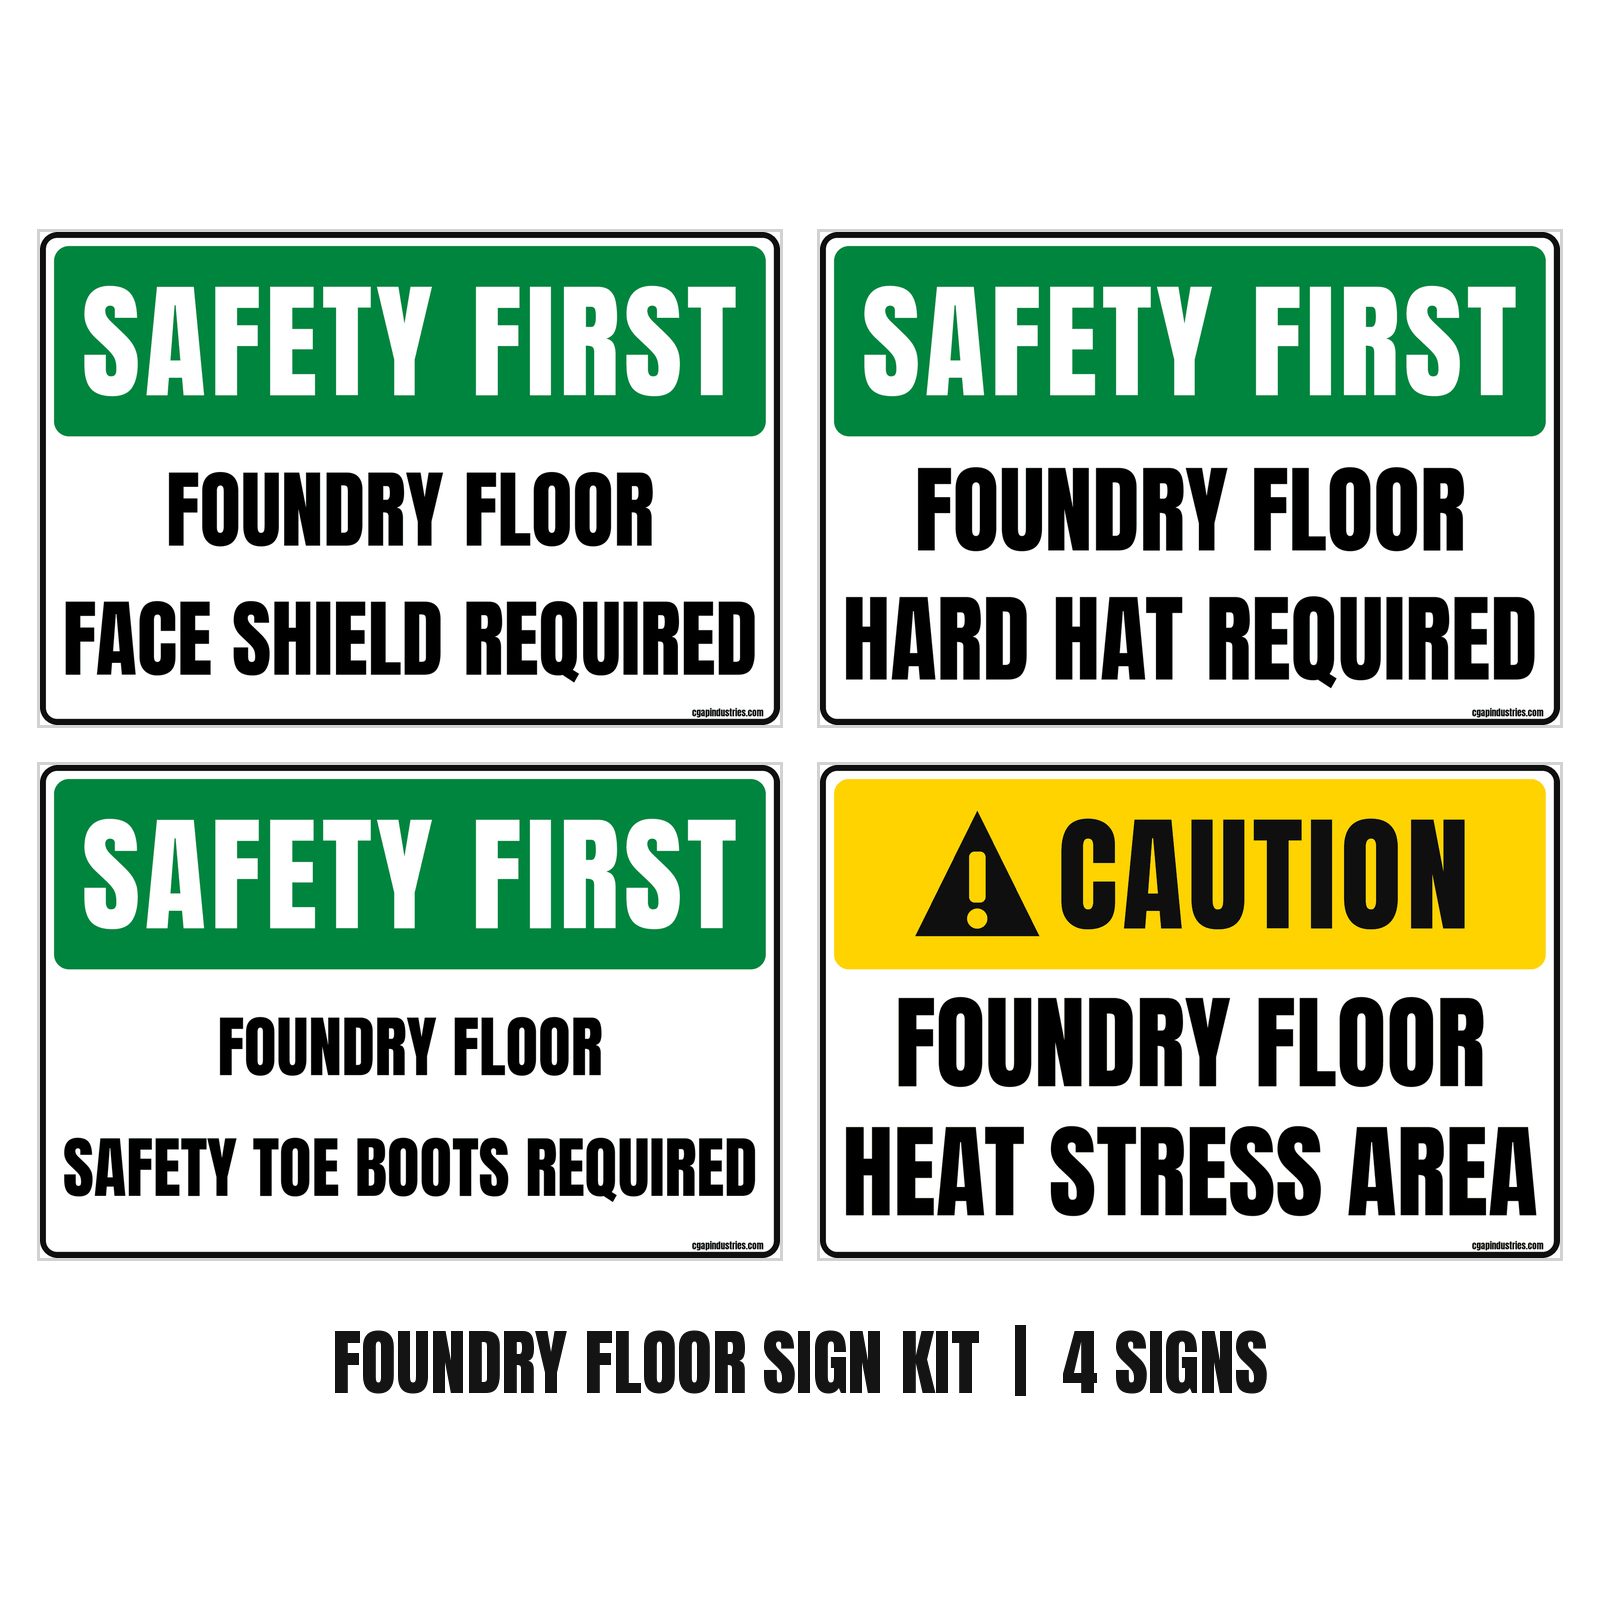 SAFETY FIRST
FOUNDRY FLOOR
FACE SHIELD REQUIRED
cgapindustries.com
SAFETY FIRST
FOUNDRY FLOOR
HARD HAT REQUIRED
cgapindustries.com
SAFETY FIRST
FOUNDRY FLOOR
SAFETY TOE BOOTS REQUIRED
cgapindustries.com
CAUTION
FOUNDRY FLOOR
HEAT STRESS AREA
cgapindustries.com
FOUNDRY FLOOR SIGN KIT | 4 SIGNS